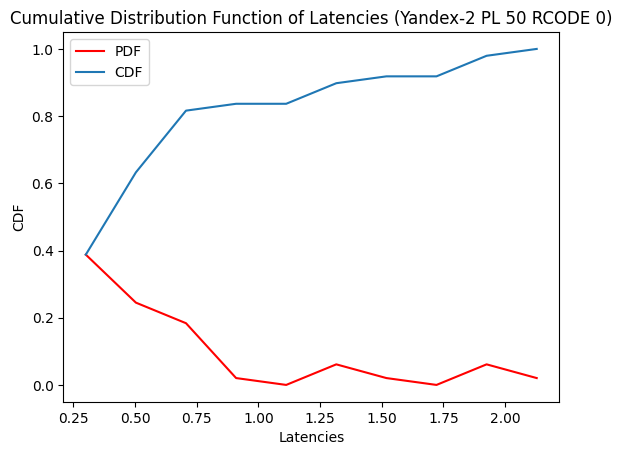 Cumulative Distribution Function of Latencies (Yandex-2 PL 50 RCODE 0)
PDF
CDF
1.0
0.8
0.6
0.4
0.2
0.0
CDF
0.25 0.50 0.75 1.00 1.25 1.50 1.75 2.00
Latencies